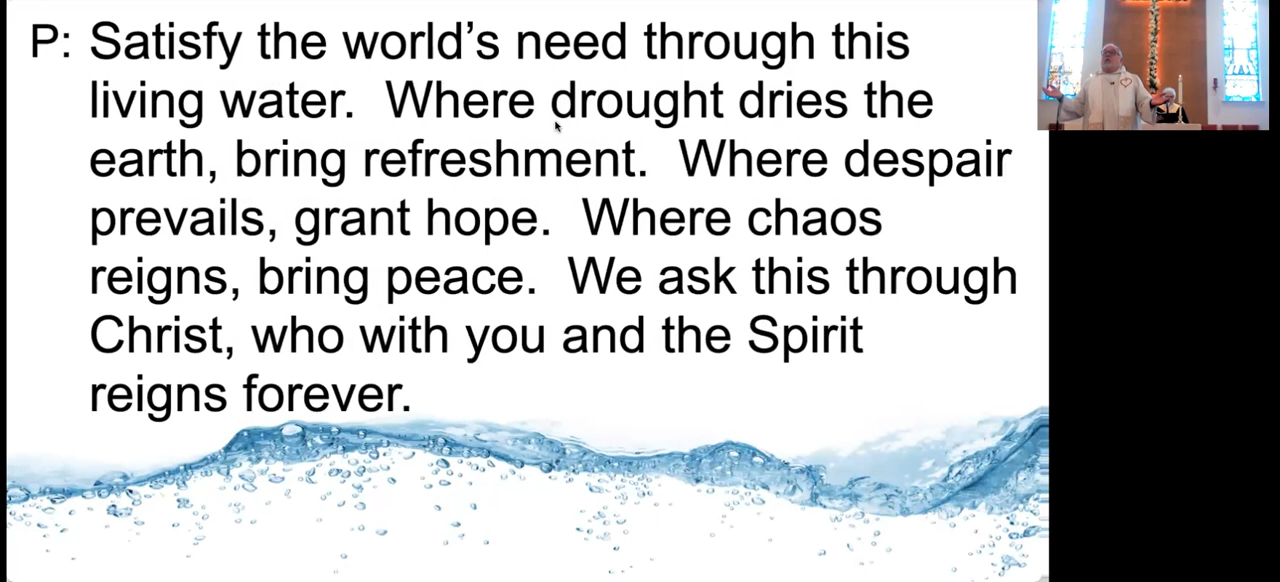 P: Satisfy the world’s need through this
living water.  Where drought dries the
earth, bring refreshment.  Where despair
prevails, grant hope.  Where chaos
reigns, bring peace.  We ask this through
Christ, who with you and the Spirit
reigns forever.